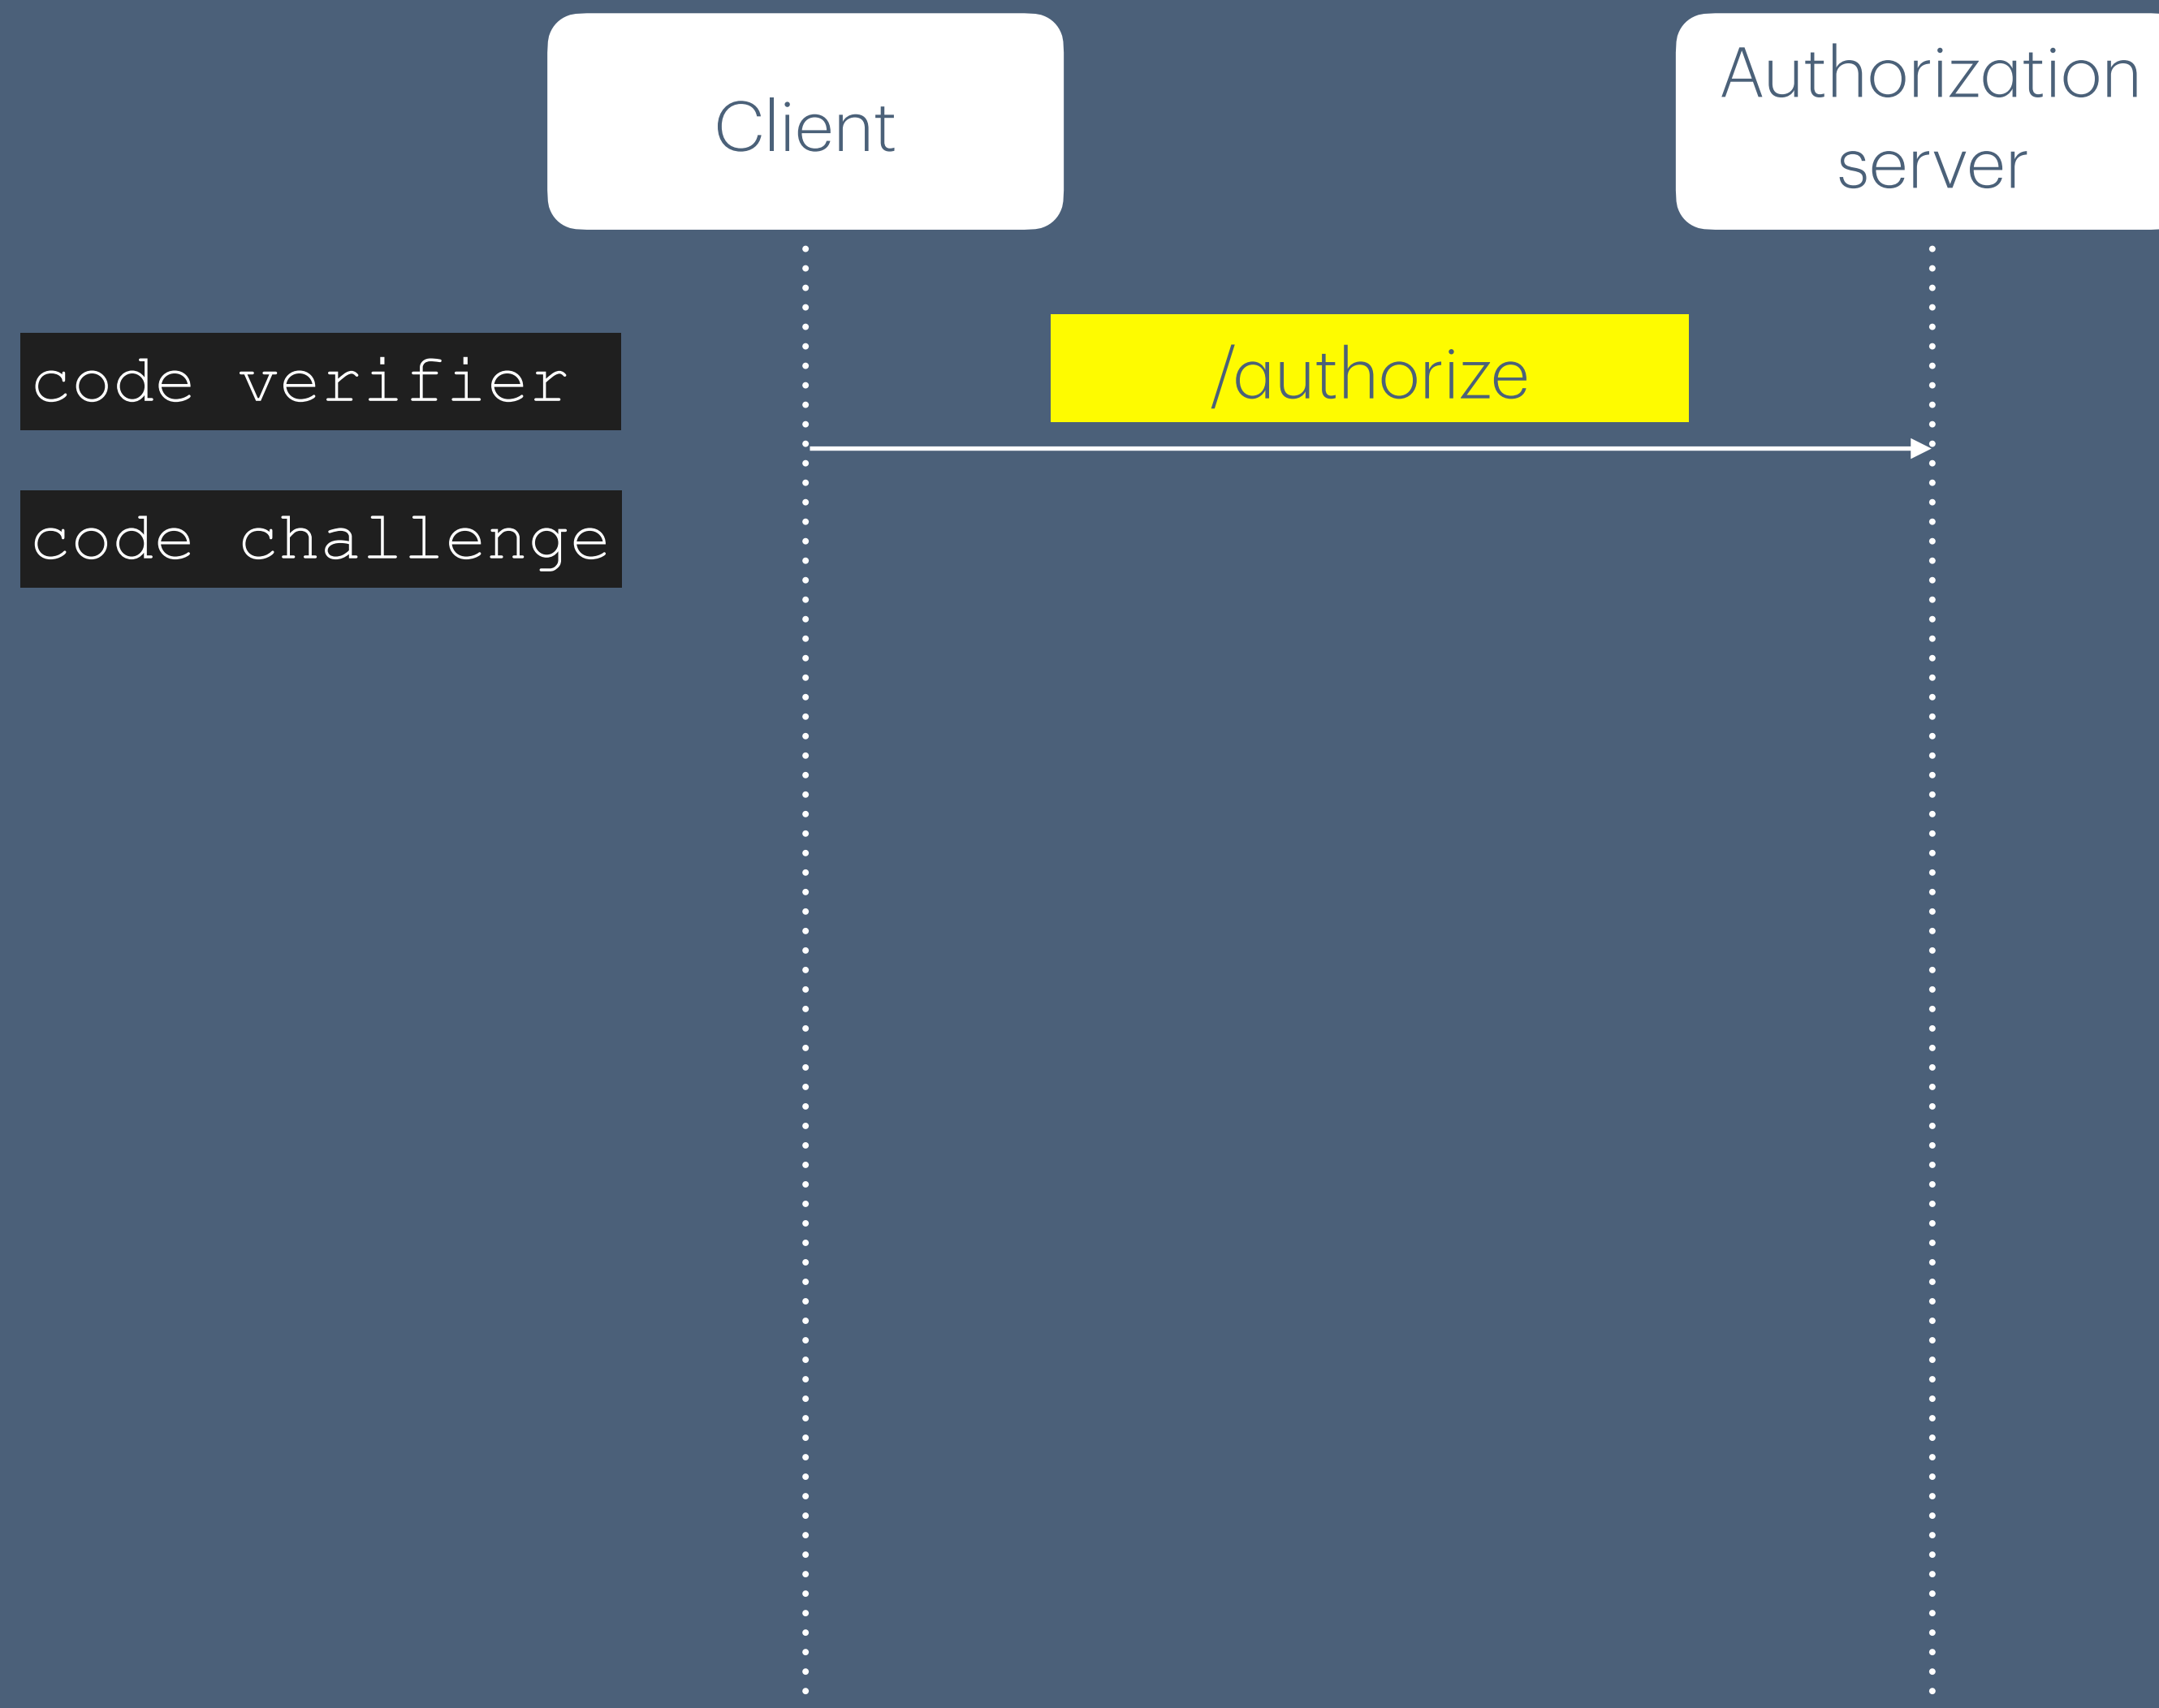 Client
Authorization
server
code verifier
/authorize
code challenge